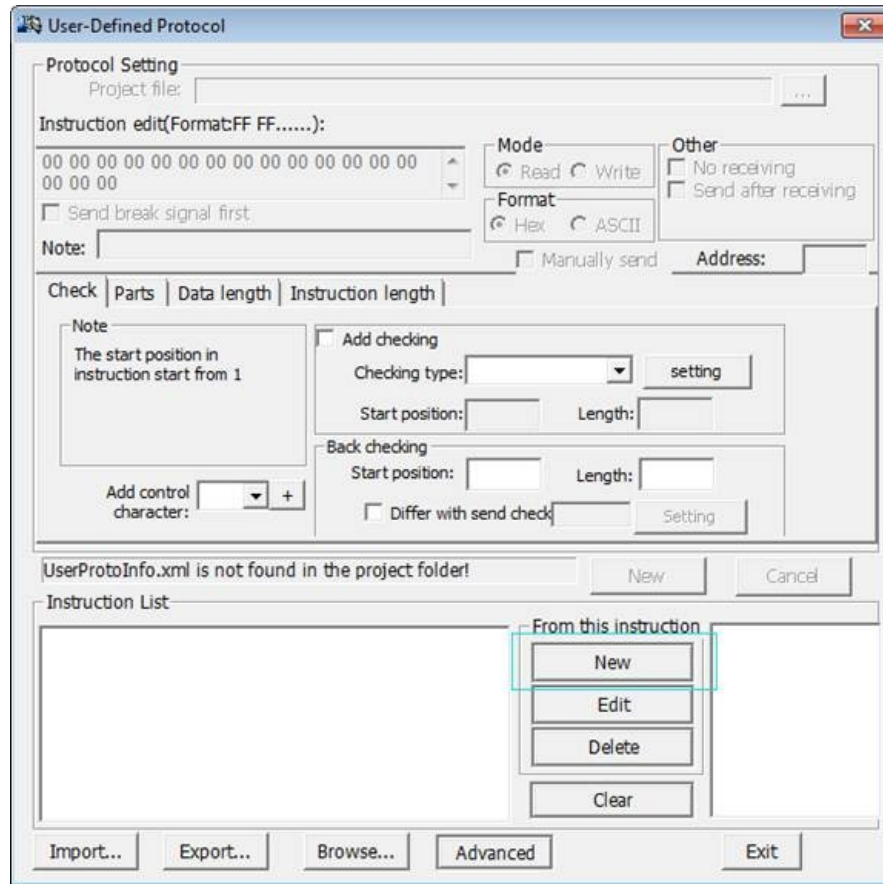 User-Defined Protocol
Protocol Setting
Project file:
...
Instruction edit(Format:FF FF......):
00 00 00 00 00 00 00 00 00 00 00 00 00 00
00 00 00
Mode
Read Write
Other
No receiving
Send after receiving
Send break signal first
Format
Hex ASCII
Note:
Manually send
Address:
Check Parts Data length Instruction length
Note
The start position in
instruction start from 1
Add checking
Checking type:
setting
Start position: Length:
Back checking
Start position: Length:
Add control
character:
+
Differ with send check
Setting
UserProtoInfo.xml is not found in the project folder!
New
Cancel
Instruction List
From this instruction
New
Edit
Delete
Clear
Import... Export... Browse... Advanced Exit